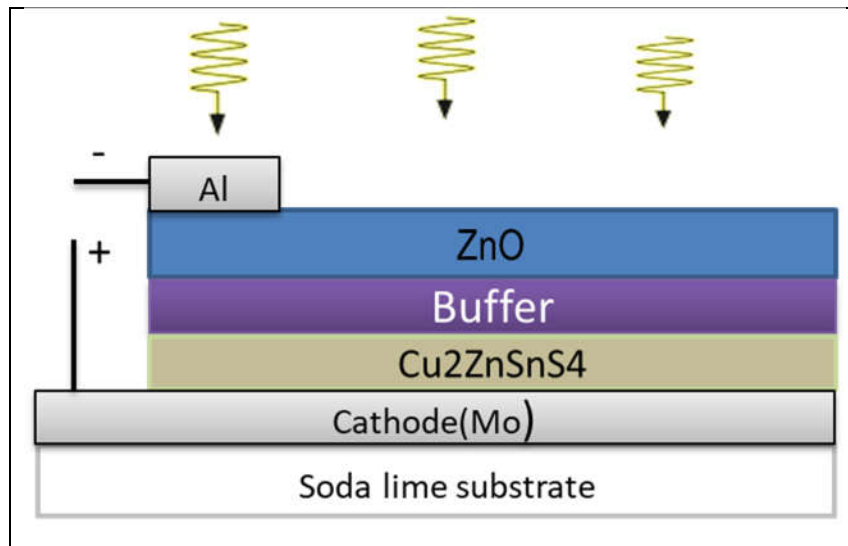 -
Al
+
ZnO
Buffer
Cu2ZnSnS4
Cathode(Mo)
Soda lime substrate